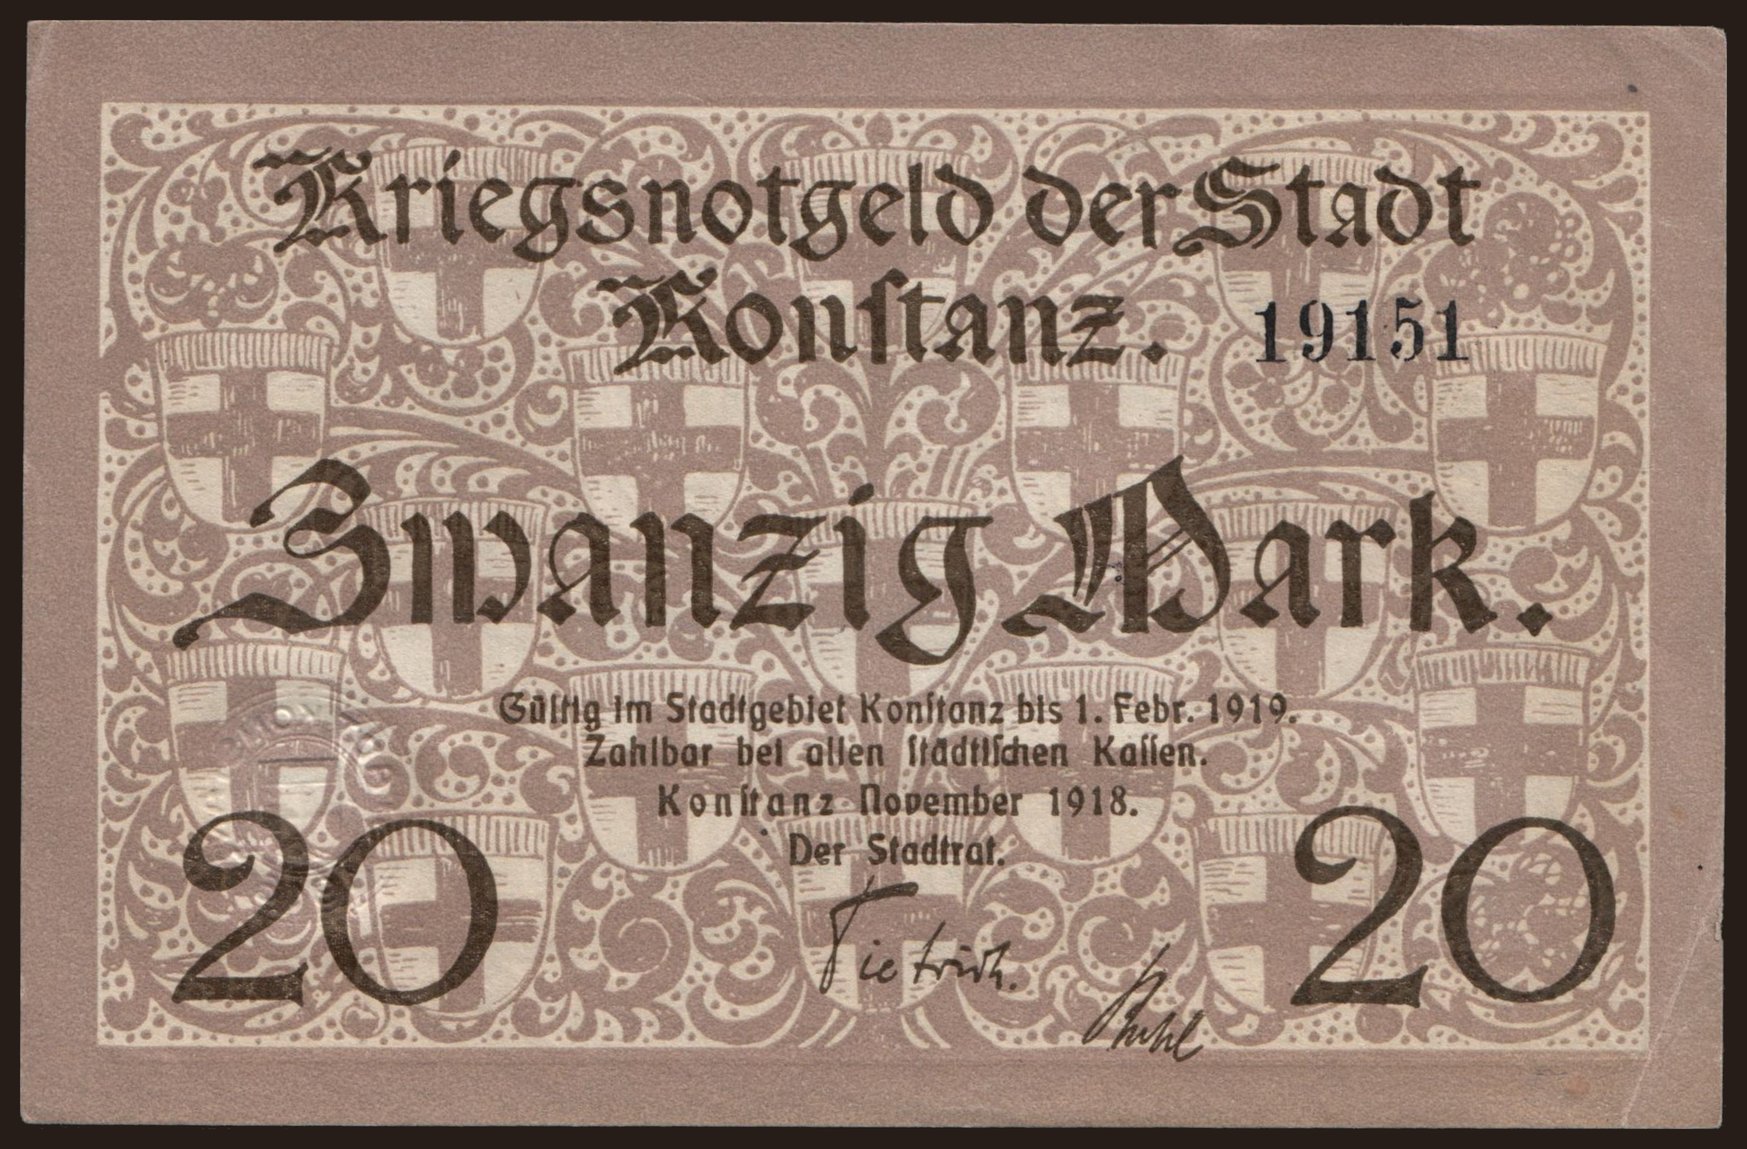 Kriegsnotgeld der Stadt
Konſtanz. 19151
Zwanzig Mark.
Gültig im Stadtgebiet Konſtanz bis 1. Febr. 1919.
Zahlbar bei allen ſtädtiſchen Kaſſen.
Konſtanz November 1918.
Der Stadtrat.
Dietrich.
20 20